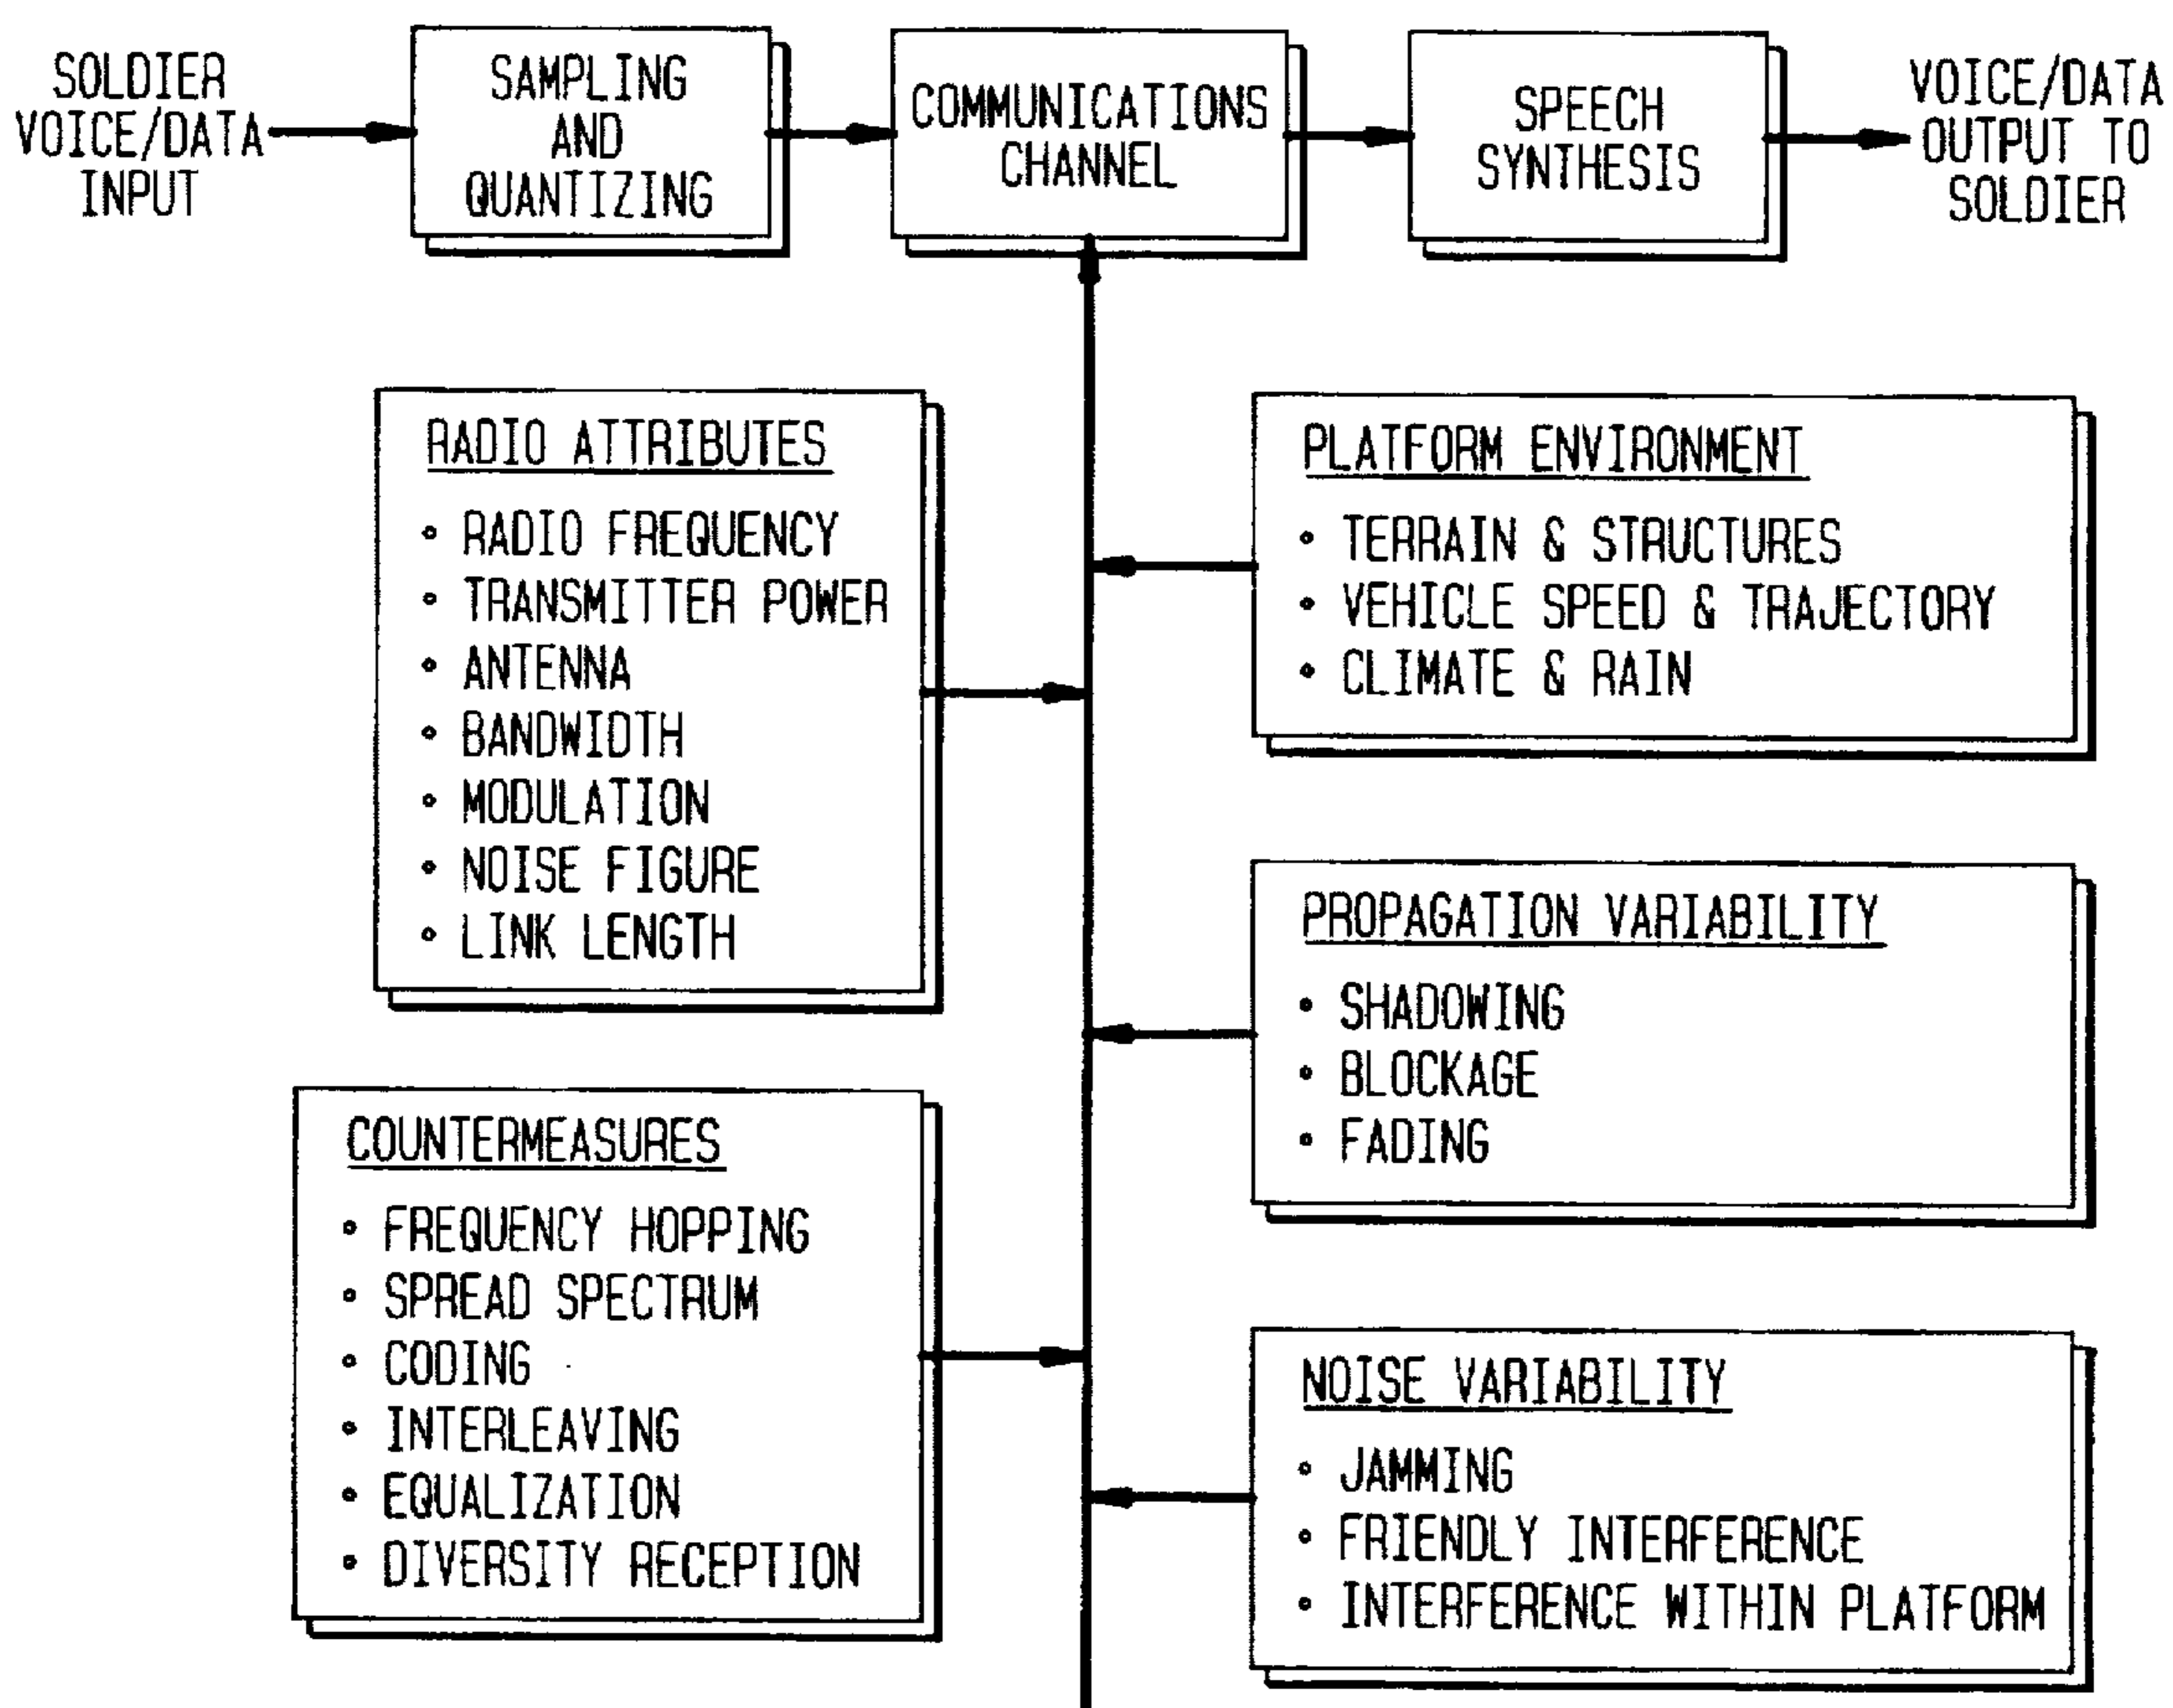 SOLDIER
VOICE/DATA
INPUT
SAMPLING
AND
QUANTIZING
COMMUNICATIONS
CHANNEL
SPEECH
SYNTHESIS
VOICE/DATA
OUTPUT TO
SOLDIER
RADIO ATTRIBUTES
• RADIO FREQUENCY
• TRANSMITTER POWER
• ANTENNA
• BANDWIDTH
• MODULATION
• NOISE FIGURE
• LINK LENGTH
PLATFORM ENVIRONMENT
• TERRAIN & STRUCTURES
• VEHICLE SPEED & TRAJECTORY
• CLIMATE & RAIN
PROPAGATION VARIABILITY
• SHADOWING
• BLOCKAGE
• FADING
COUNTERMEASURES
• FREQUENCY HOPPING
• SPREAD SPECTRUM
• CODING
• INTERLEAVING
• EQUALIZATION
• DIVERSITY RECEPTION
NOISE VARIABILITY
• JAMMING
• FRIENDLY INTERFERENCE
• INTERFERENCE WITHIN PLATFORM